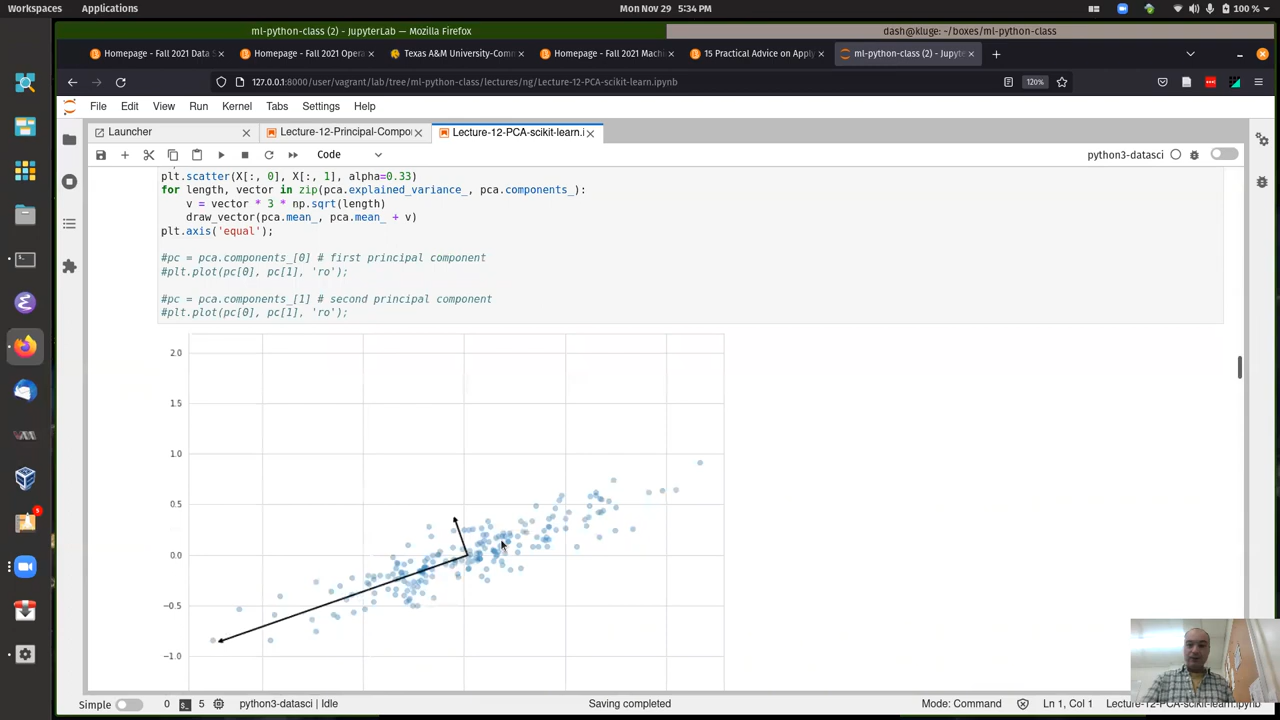 Workspaces Applications Mon Nov 29 5:34 PM 100 %
ml-python-class (2) - JupyterLab — Mozilla Firefox dash@kluge: ~/boxes/ml-python-class
Homepage - Fall 2021 Data S Homepage - Fall 2021 Opera Texas A&M University-Comm Homepage - Fall 2021 Machi 15 Practical Advice on Apply ml-python-class (2) - Jupyte
127.0.0.1:8000/user/vagrant/lab/tree/ml-python-class/lectures/ng/Lecture-12-PCA-scikit-learn.ipynb 120%
File Edit View Run Kernel Tabs Settings Help
Launcher Lecture-12-Principal-Compo Lecture-12-PCA-scikit-learn.i
Code python3-datasci
plt.scatter(X[:, 0], X[:, 1], alpha=0.33)
for length, vector in zip(pca.explained_variance_, pca.components_):
v = vector * 3 * np.sqrt(length)
draw_vector(pca.mean_, pca.mean_ + v)
plt.axis('equal');
#pc = pca.components_[0] # first principal component
#plt.plot(pc[0], pc[1], 'ro');
#pc = pca.components_[1] # second principal component
#plt.plot(pc[0], pc[1], 'ro');
2.0
1.5
1.0
0.5
0.0
−0.5
−1.0
Simple 0 5 python3-datasci | Idle Saving completed Mode: Command Ln 1, Col 1 Lecture-12-PCA-scikit-learn.ipynb